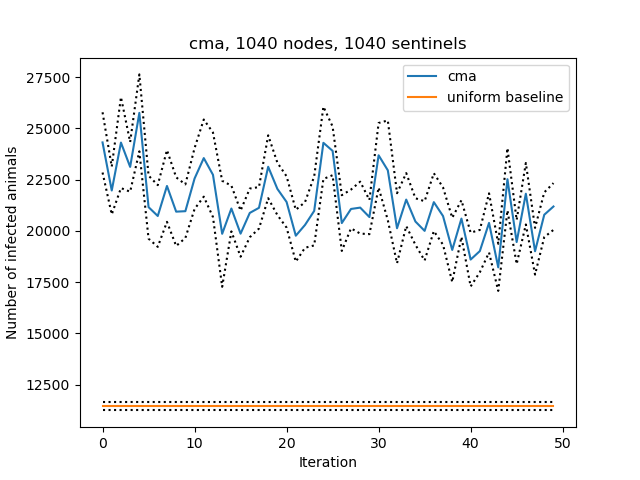 cma, 1040 nodes, 1040 sentinels
cma
uniform baseline
Number of infected animals
27500
25000
22500
20000
17500
15000
12500
0 10 20 30 40 50
Iteration